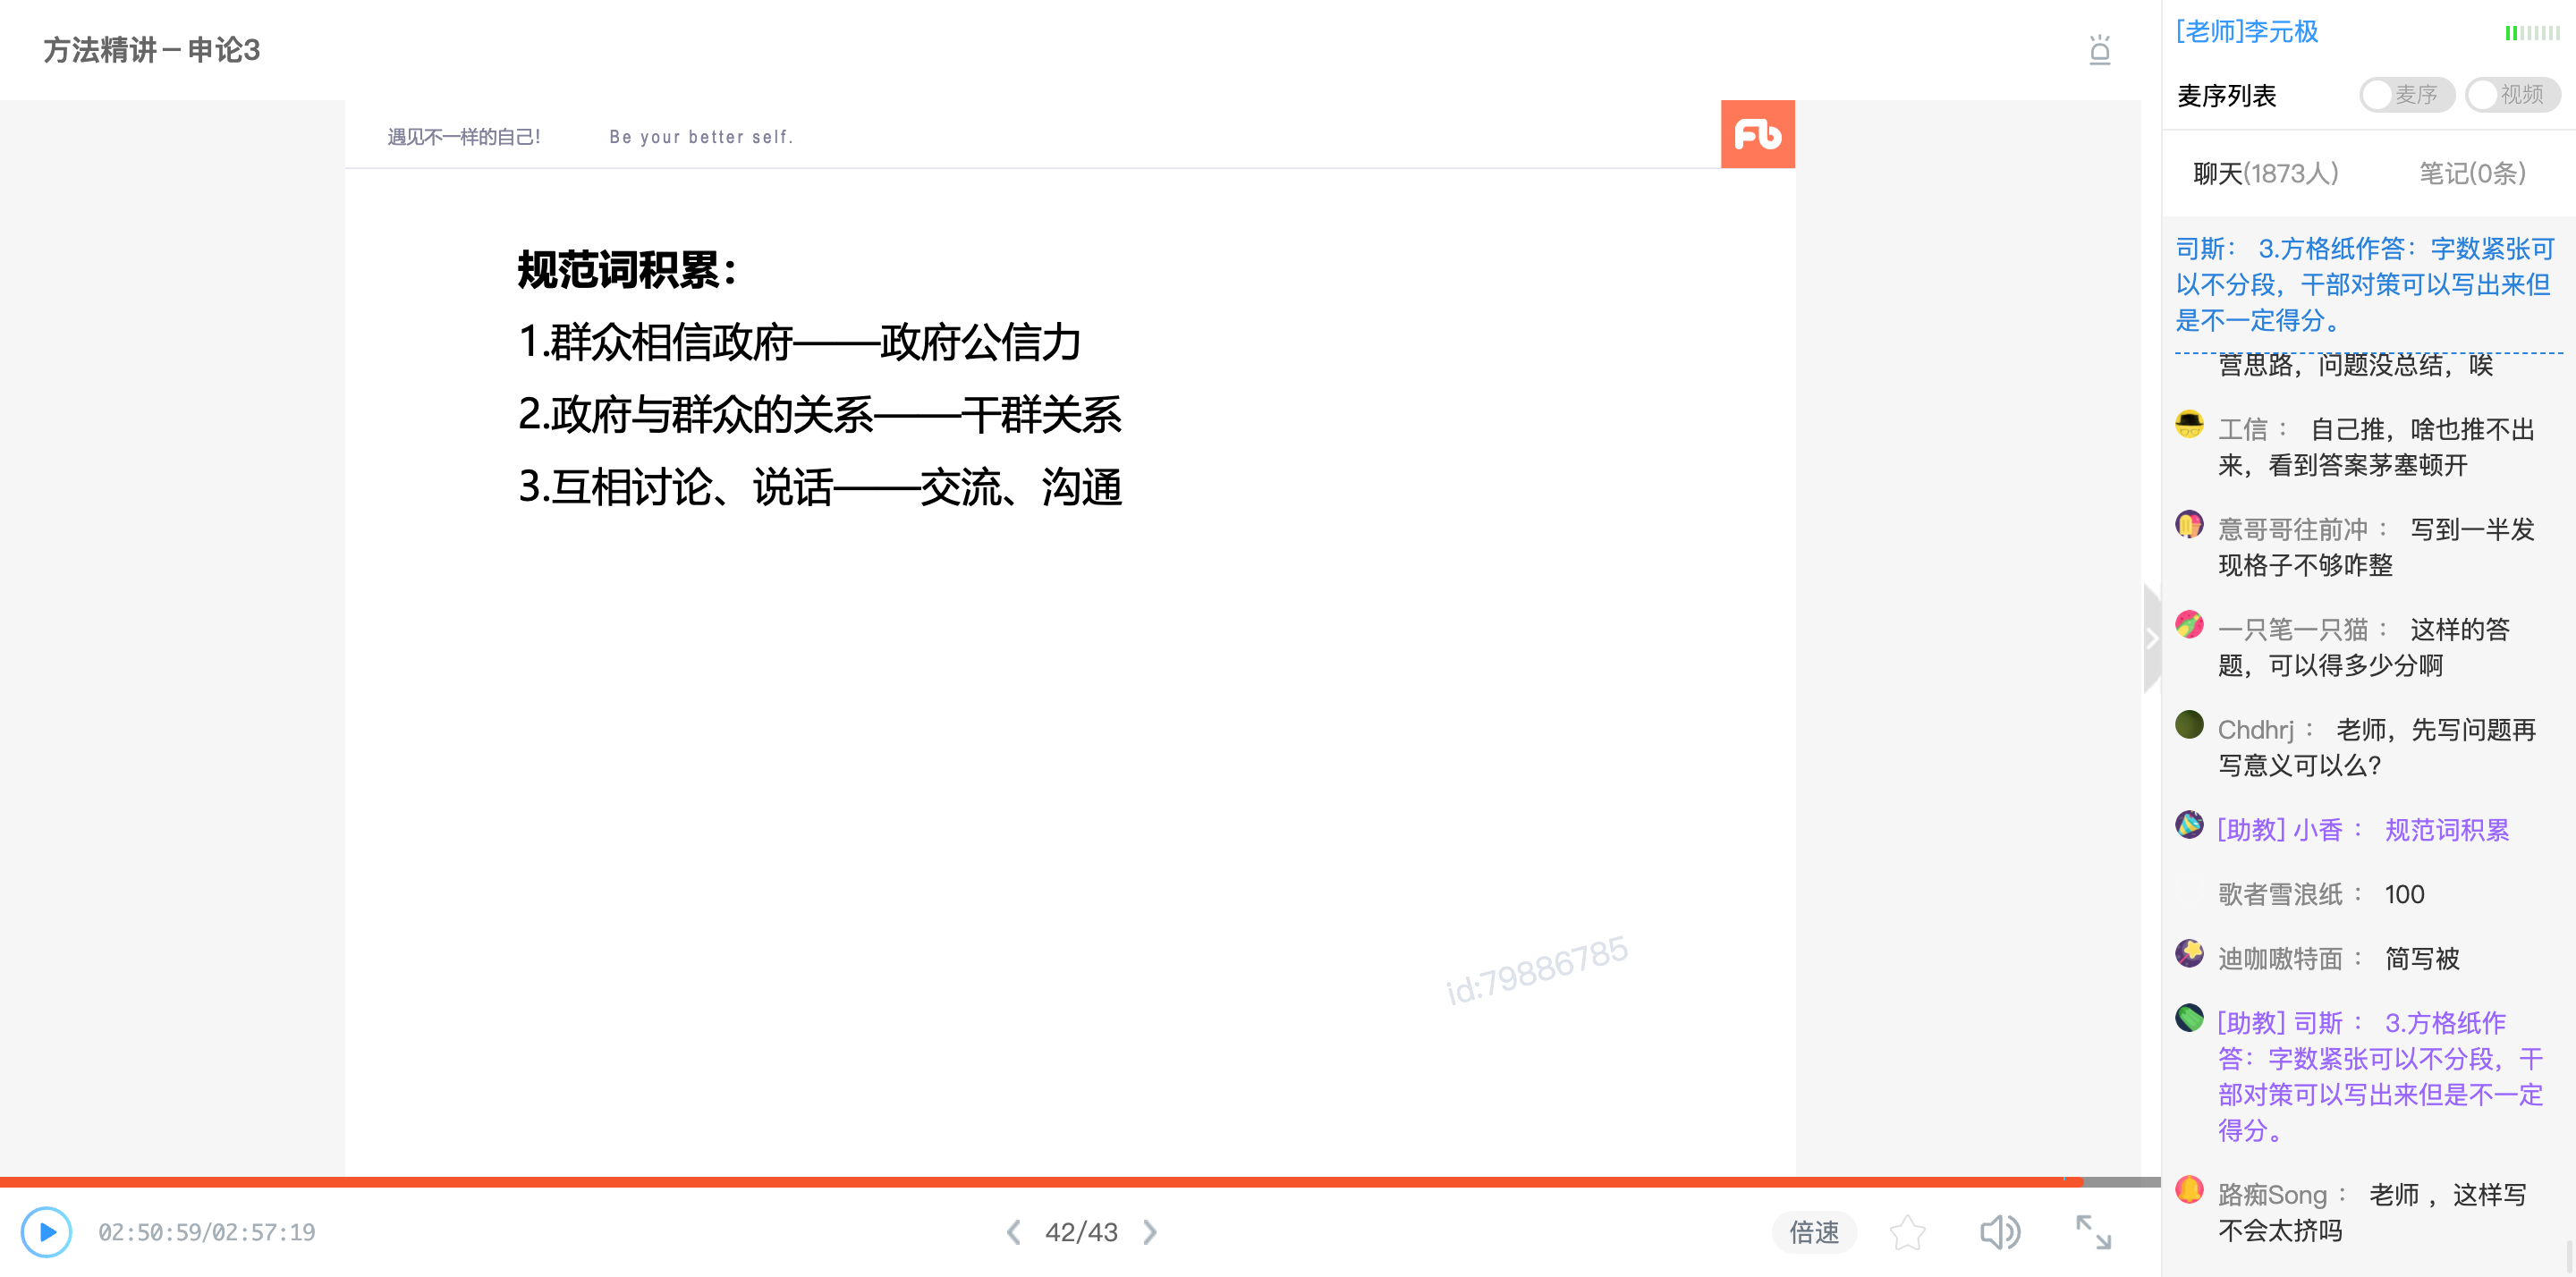 方法精讲－申论3
遇见不一样的自己！ Be your better self.
Fb
规范词积累：
1.群众相信政府——政府公信力
2.政府与群众的关系——干群关系
3.互相讨论、说话——交流、沟通
id:79886785
02:50:59/02:57:19
42/43
倍速
[老师]李元极
麦序列表 麦序 视频
聊天(1873人) 笔记(0条)
司斯： 3.方格纸作答：字数紧张可
以不分段，干部对策可以写出来但
是不一定得分。
营思路，问题没总结，唉
工信： 自己推，啥也推不出
来，看到答案茅塞顿开
意哥哥往前冲： 写到一半发
现格子不够咋整
一只笔一只猫： 这样的答
题，可以得多少分啊
Chdhrj： 老师，先写问题再
写意义可以么？
[助教] 小香： 规范词积累
歌者雪浪纸： 100
迪咖嗷特面： 简写被
[助教] 司斯： 3.方格纸作
答：字数紧张可以不分段，干
部对策可以写出来但是不一定
得分。
路痴Song： 老师 ，这样写
不会太挤吗